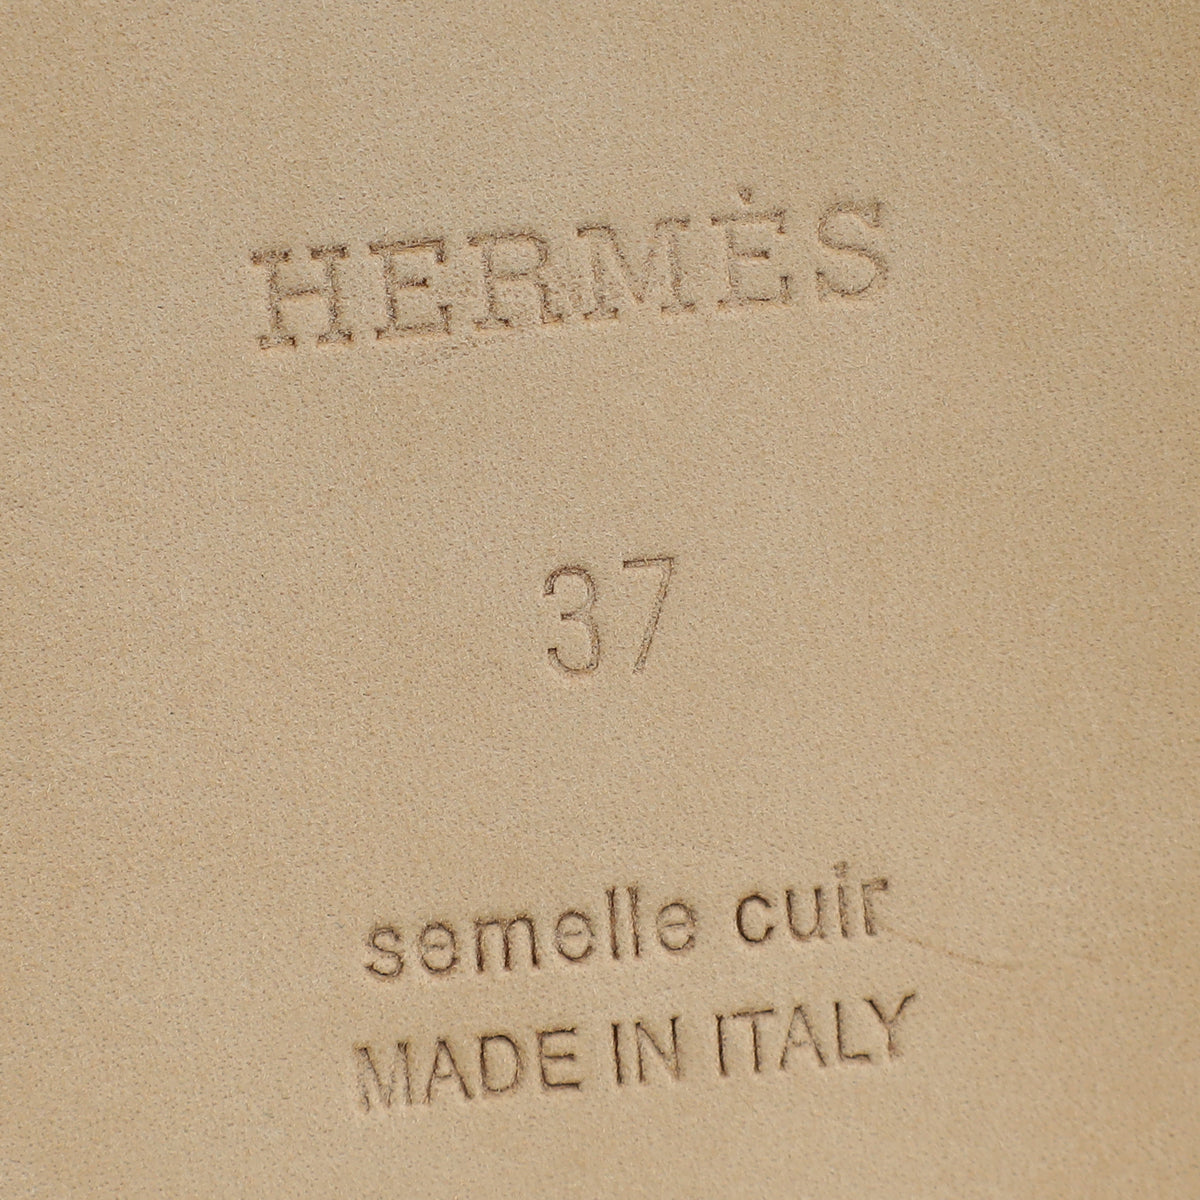 HERMÈS
37
semelle cuir
MADE IN ITALY